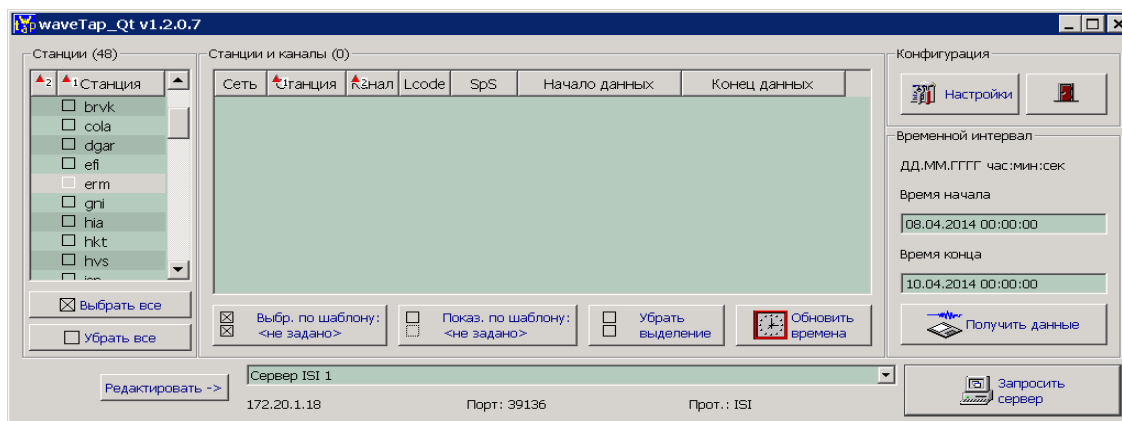 waveTap_Qt v1.2.0.7
Станции (48)
Станции и каналы (0)
Конфигурация
2 1 Станция
Сеть Станция Канал Lcode SpS Начало данных Конец данных
Настройки
brvk
cola
dgar
efi
erm
gni
hia
hkt
hvs
Временной интервал
ДД.ММ.ГГГГ час:мин:сек
Время начала
08.04.2014 00:00:00
Время конца
10.04.2014 00:00:00
Выбрать все
Убрать все
Выбр. по шаблону:
<не задано>
Показ. по шаблону:
<не задано>
Убрать
выделение
Обновить
времена
Получить данные
Редактировать ->
Сервер ISI 1
172.20.1.18 Порт: 39136 Прот.: ISI
Запросить
сервер